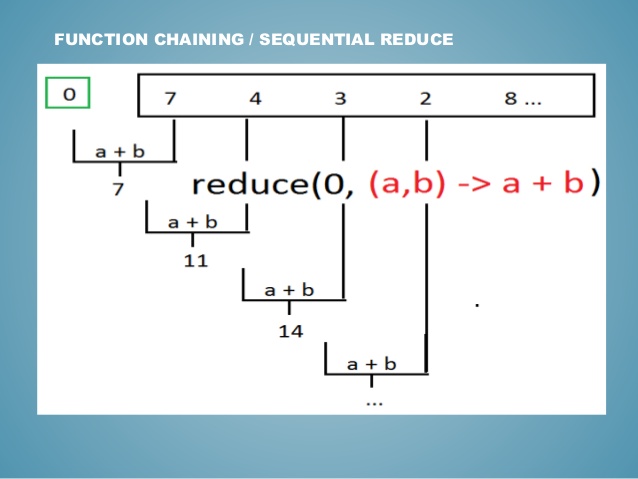 FUNCTION CHAINING / SEQUENTIAL REDUCE
0 7 4 3 2 8 ...
a + b
reduce(0, (a,b) -> a + b)
7
a + b
11
a + b
14
a + b
...